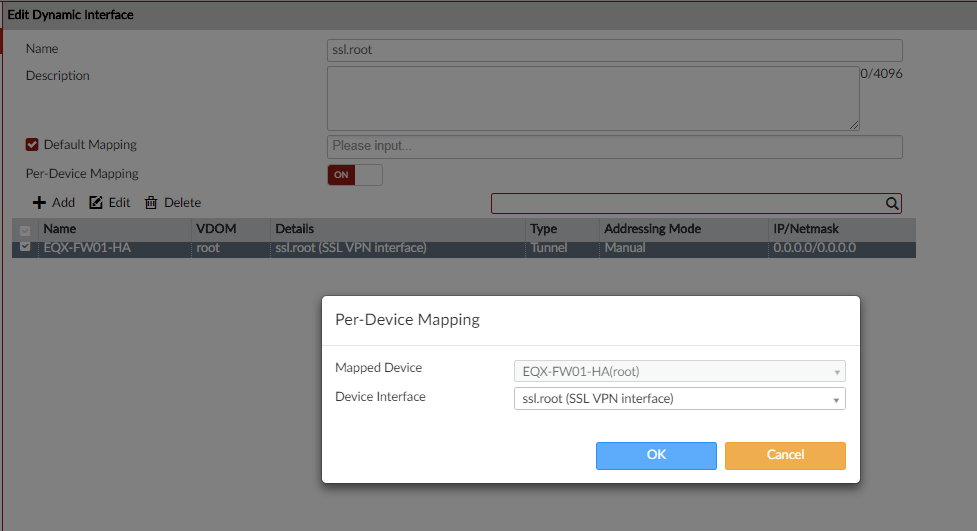 Edit Dynamic Interface
Name ssl.root
Description 0/4096
Default Mapping Please input...
Per-Device Mapping ON
Add Edit Delete
Name VDOM Details Type Addressing Mode IP/Netmask
EQX-FW01-HA root ssl.root (SSL VPN interface) Tunnel Manual 0.0.0.0/0.0.0.0
Per-Device Mapping
Mapped Device EQX-FW01-HA(root)
Device Interface ssl.root (SSL VPN interface)
OK Cancel